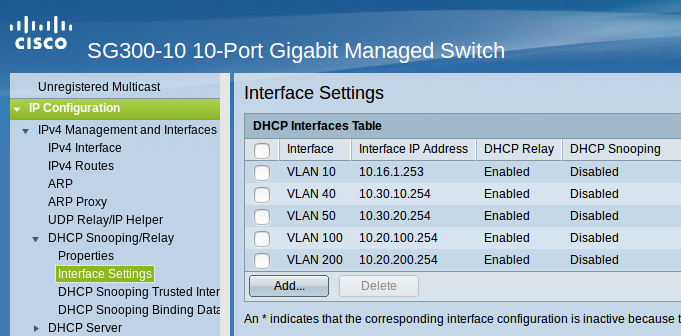 CISCO
SG300-10 10-Port Gigabit Managed Switch
Unregistered Multicast
IP Configuration
IPv4 Management and Interfaces
IPv4 Interface
IPv4 Routes
ARP
ARP Proxy
UDP Relay/IP Helper
DHCP Snooping/Relay
Properties
Interface Settings
DHCP Snooping Trusted Inter
DHCP Snooping Binding Data
DHCP Server
Interface Settings
DHCP Interfaces Table
Interface Interface IP Address DHCP Relay DHCP Snooping
VLAN 10 10.16.1.253 Enabled Disabled
VLAN 40 10.30.10.254 Enabled Disabled
VLAN 50 10.30.20.254 Enabled Disabled
VLAN 100 10.20.100.254 Enabled Disabled
VLAN 200 10.20.200.254 Enabled Disabled
Add... Delete
An * indicates that the corresponding interface configuration is inactive because t